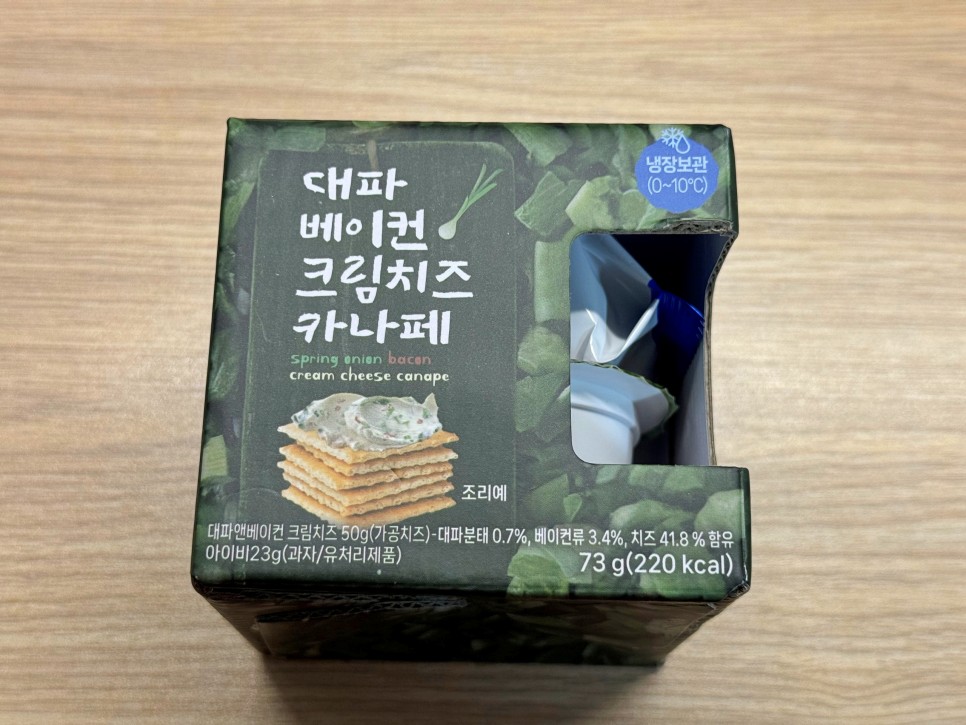 대파
베이컨
크림치즈
카나페
spring onion bacon
cream cheese canape
냉장보관
(0~10℃)
조리예
대파앤베이컨 크림치즈 50g(가공치즈)-대파분태 0.7%, 베이컨류 3.4%, 치즈 41.8 % 함유
아이비23g(과자/유처리제품)
73 g(220 kcal)